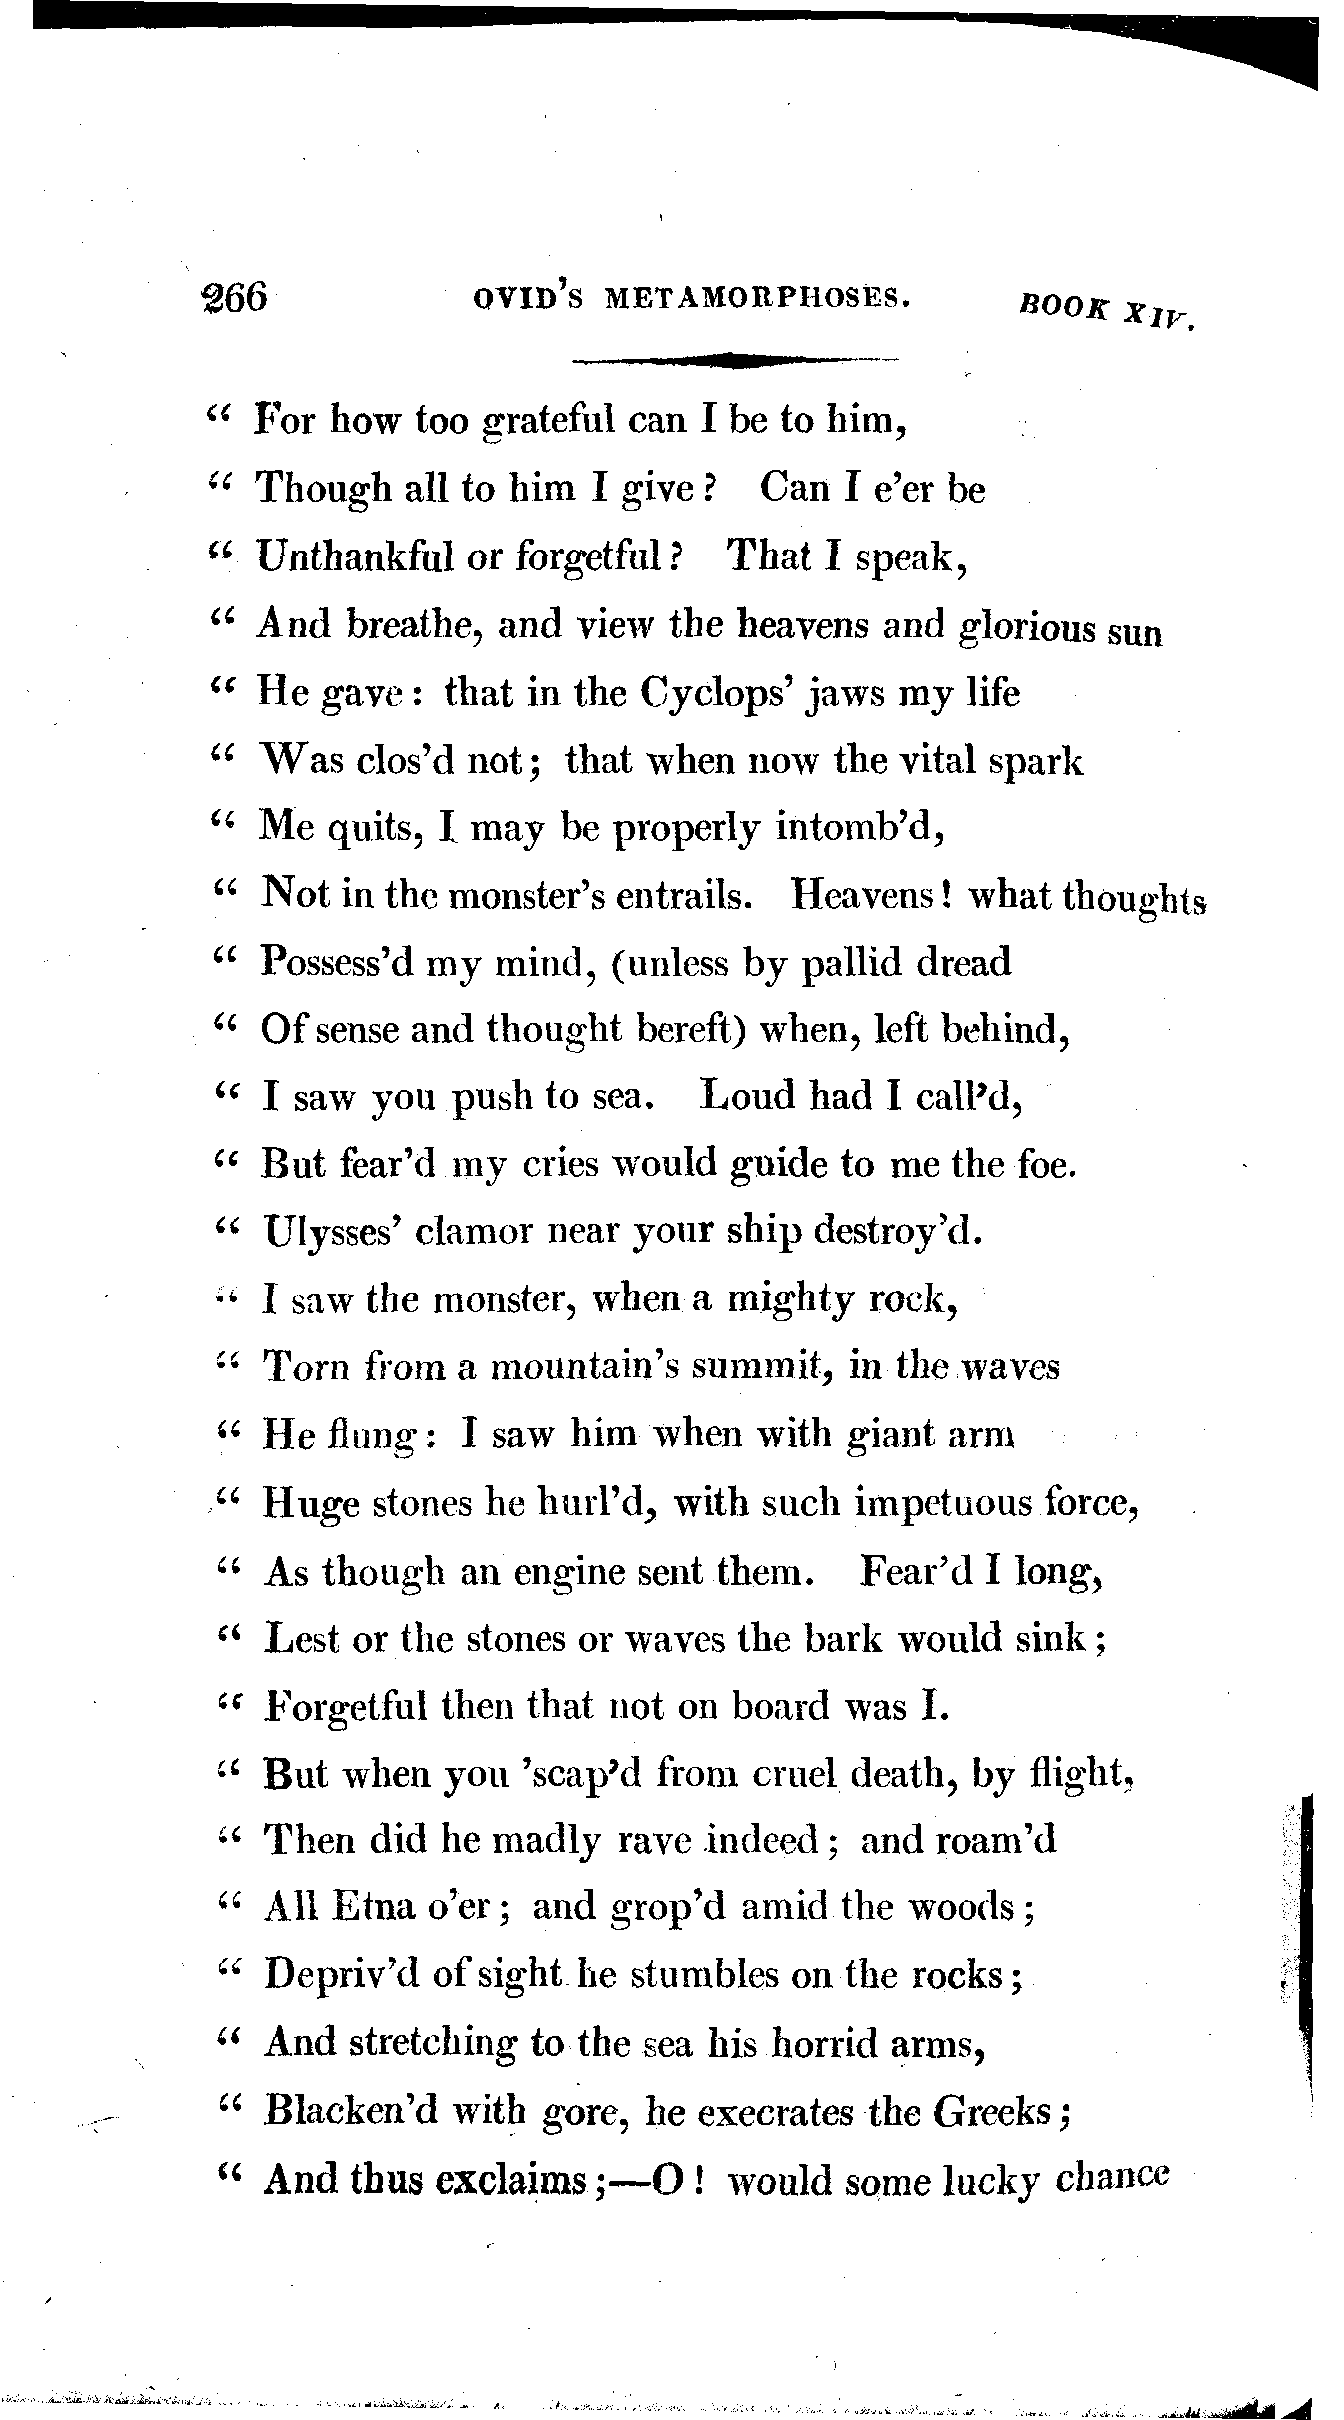 266 OVID'S METAMORPHOSES. BOOK XIV.
“ For how too grateful can I be to him,
“ Though all to him I give? Can I e'er be
“ Unthankful or forgetful? That I speak,
“ And breathe, and view the heavens and glorious sun
“ He gave: that in the Cyclops' jaws my life
“ Was clos'd not; that when now the vital spark
“ Me quits, I may be properly intomb'd,
“ Not in the monster's entrails. Heavens! what thoughts
“ Possess'd my mind, (unless by pallid dread
“ Of sense and thought bereft) when, left behind,
“ I saw you push to sea. Loud had I call'd,
“ But fear'd my cries would guide to me the foe.
“ Ulysses' clamor near your ship destroy'd.
“ I saw the monster, when a mighty rock,
“ Torn from a mountain's summit, in the waves
“ He flung: I saw him when with giant arm
“ Huge stones he hurl'd, with such impetuous force,
“ As though an engine sent them. Fear'd I long,
“ Lest or the stones or waves the bark would sink;
“ Forgetful then that not on board was I.
“ But when you 'scap'd from cruel death, by flight,
“ Then did he madly rave indeed; and roam'd
“ All Etna o'er; and grop'd amid the woods;
“ Depriv'd of sight he stumbles on the rocks;
“ And stretching to the sea his horrid arms,
“ Blacken'd with gore, he execrates the Greeks;
“ And thus exclaims;—O! would some lucky chance